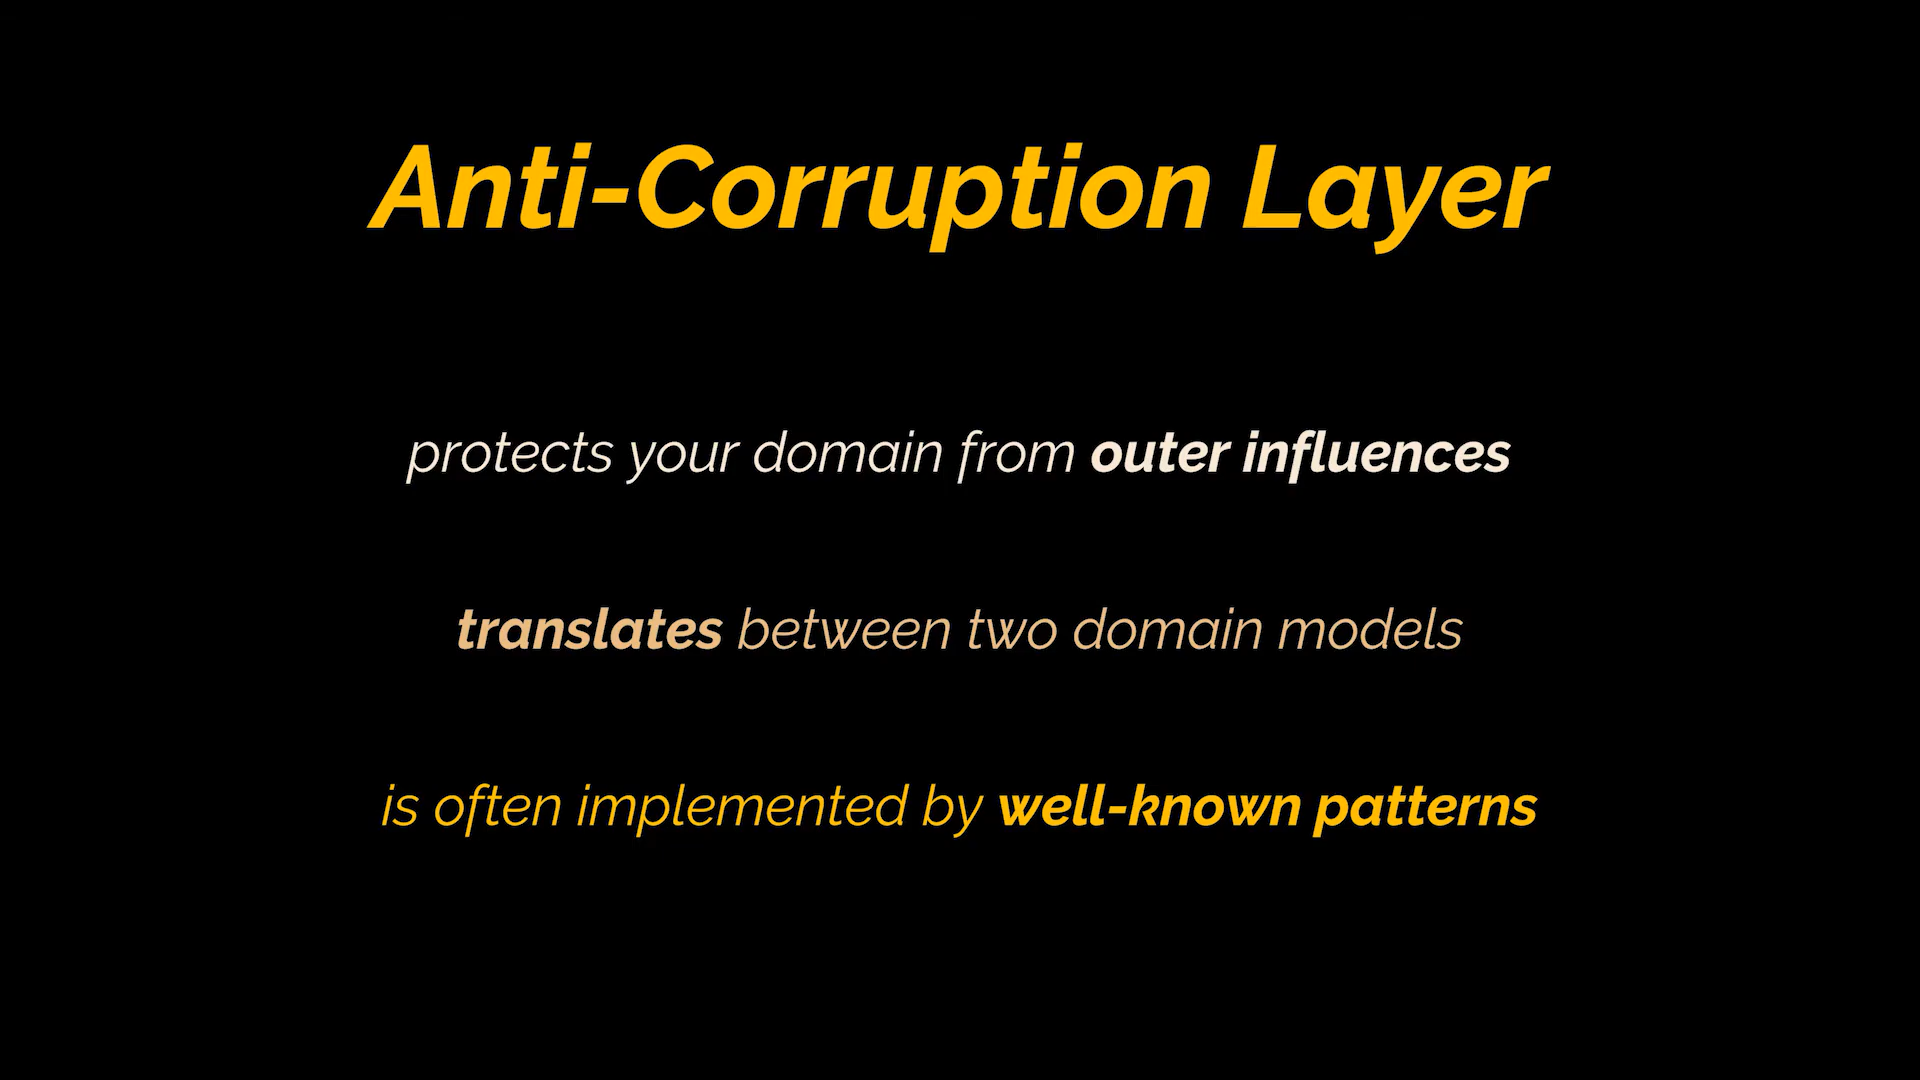 Anti-Corruption Layer
protects your domain from outer influences
translates between two domain models
is often implemented by well-known patterns